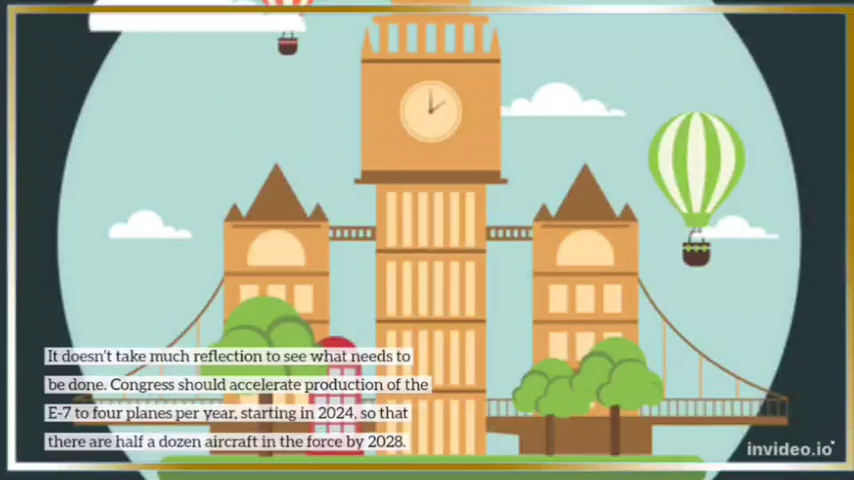 It doesn't take much reflection to see what needs to
be done. Congress should accelerate production of the
E-7 to four planes per year, starting in 2024, so that
there are half a dozen aircraft in the force by 2028.
invideo.io